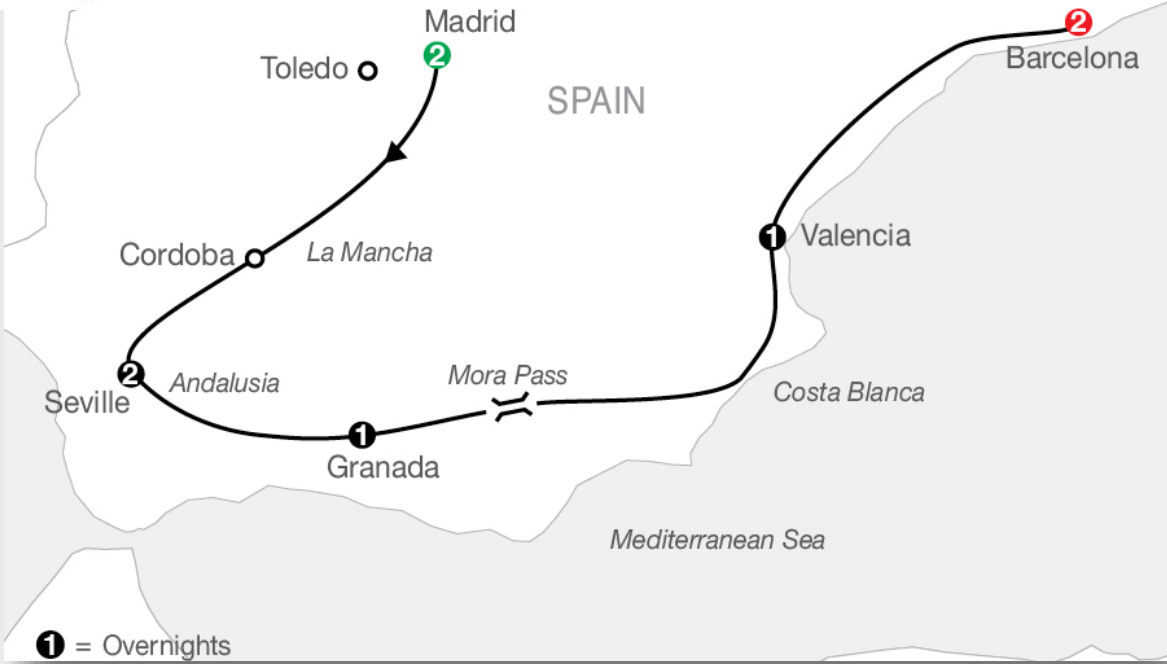 Madrid
2
2
Toledo
Barcelona
SPAIN
1 Valencia
Cordoba
La Mancha
2
Andalusia
Mora Pass
Costa Blanca
Seville
1
Granada
Mediterranean Sea
1 = Overnights